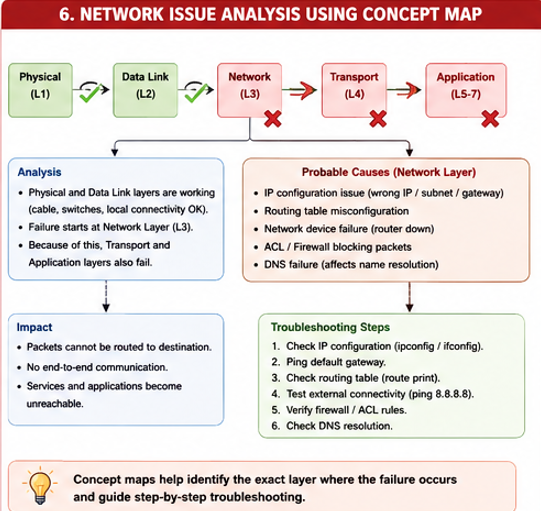 6. NETWORK ISSUE ANALYSIS USING CONCEPT MAP
Physical
(L1)
Data Link
(L2)
Network
(L3)
Transport
(L4)
Application
(L5-7)
Analysis
• Physical and Data Link layers are working
(cable, switches, local connectivity OK).
• Failure starts at Network Layer (L3).
• Because of this, Transport and
Application layers also fail.
Probable Causes (Network Layer)
• IP configuration issue (wrong IP / subnet / gateway)
• Routing table misconfiguration
• Network device failure (router down)
• ACL / Firewall blocking packets
• DNS failure (affects name resolution)
Impact
• Packets cannot be routed to destination.
• No end-to-end communication.
• Services and applications become
unreachable.
Troubleshooting Steps
1. Check IP configuration (ipconfig / ifconfig).
2. Ping default gateway.
3. Check routing table (route print).
4. Test external connectivity (ping 8.8.8.8).
5. Verify firewall / ACL rules.
6. Check DNS resolution.
Concept maps help identify the exact layer where the failure occurs
and guide step-by-step troubleshooting.